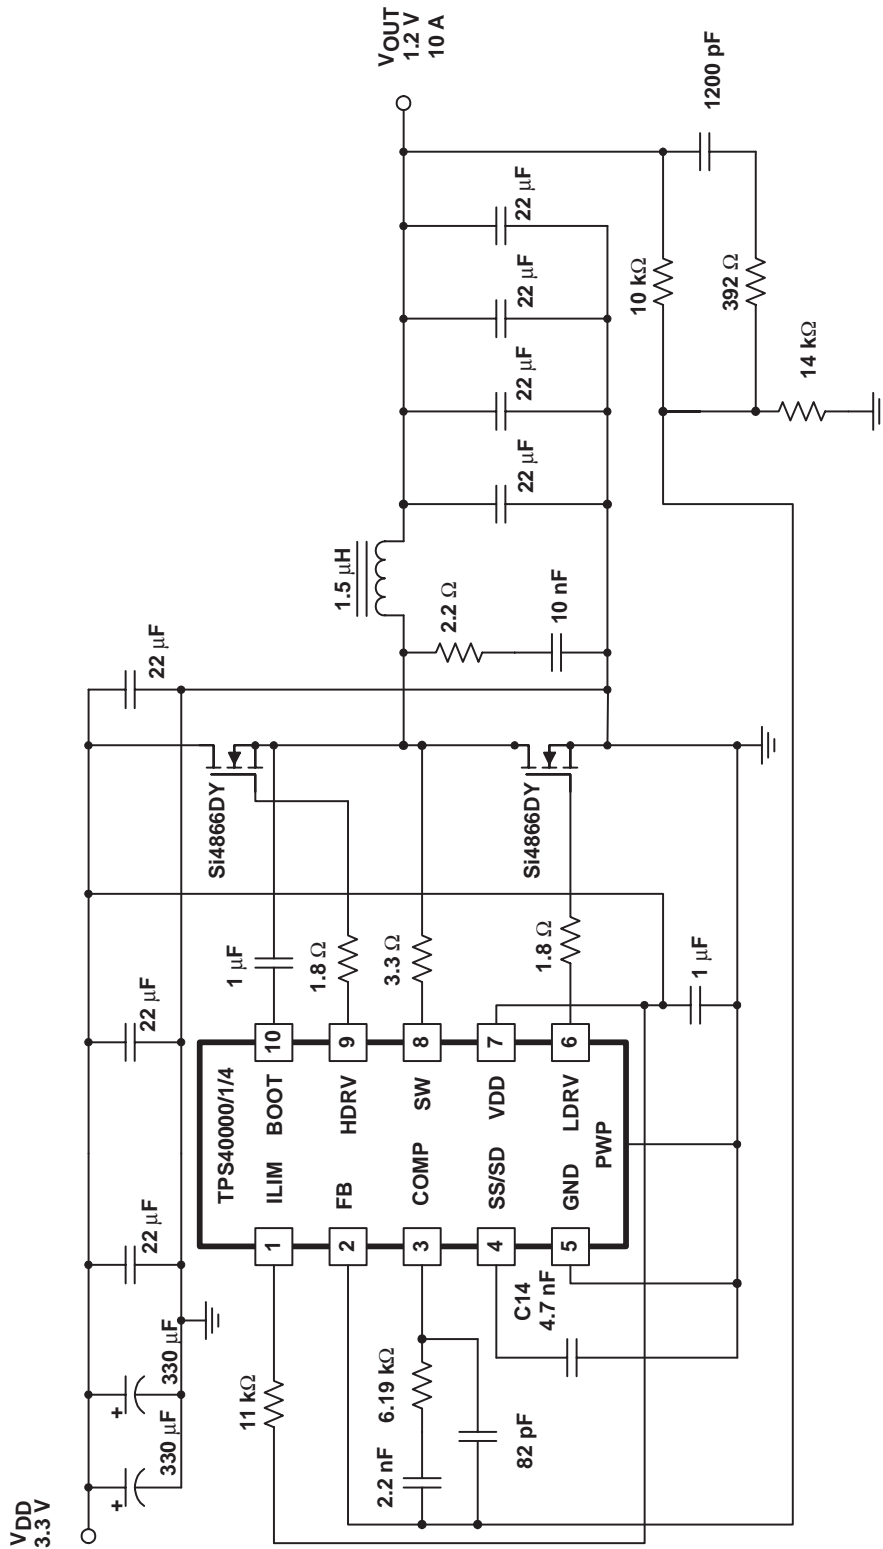 VDD
3.3 V
330 µF
330 µF
22 µF
22 µF
22 µF
11 kΩ
TPS40000/1/4
1
ILIM
BOOT
10
1 µF
Si4866DY
2
FB
HDRV
9
1.8 Ω
3
COMP
SW
8
3.3 Ω
2.2 nF
6.19 kΩ
82 pF
4
SS/SD
VDD
7
C14
4.7 nF
5
GND
LDRV
6
1.8 Ω
Si4866DY
PWP
1 µF
1.5 µH
2.2 Ω
10 nF
22 µF
22 µF
22 µF
22 µF
VOUT
1.2 V
10 A
10 kΩ
1200 pF
392 Ω
14 kΩ